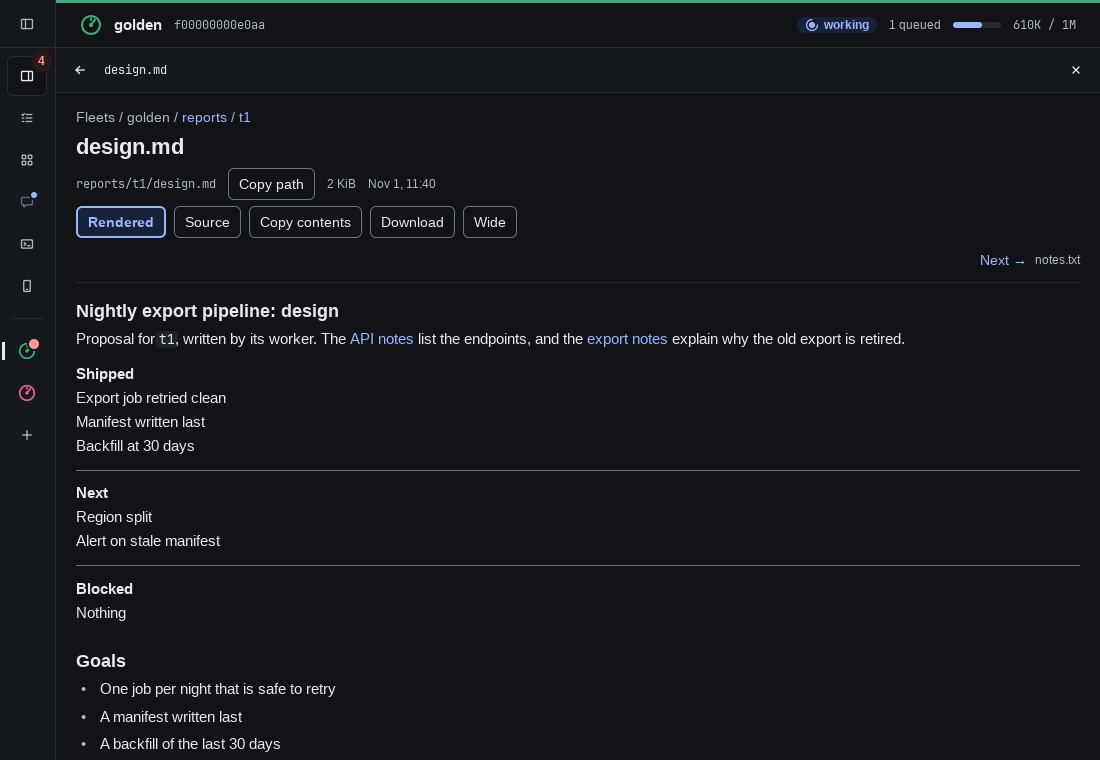 golden f00000000e0aa working 1 queued 610K / 1M
4
design.md
Fleets / golden / reports / t1
design.md
reports/t1/design.md Copy path 2 KiB Nov 1, 11:40
Rendered Source Copy contents Download Wide
Next → notes.txt
Nightly export pipeline: design
Proposal for t1, written by its worker. The API notes list the endpoints, and the export notes explain why the old export is retired.
Shipped
Export job retried clean
Manifest written last
Backfill at 30 days
Next
Region split
Alert on stale manifest
Blocked
Nothing
Goals
• One job per night that is safe to retry
• A manifest written last
• A backfill of the last 30 days